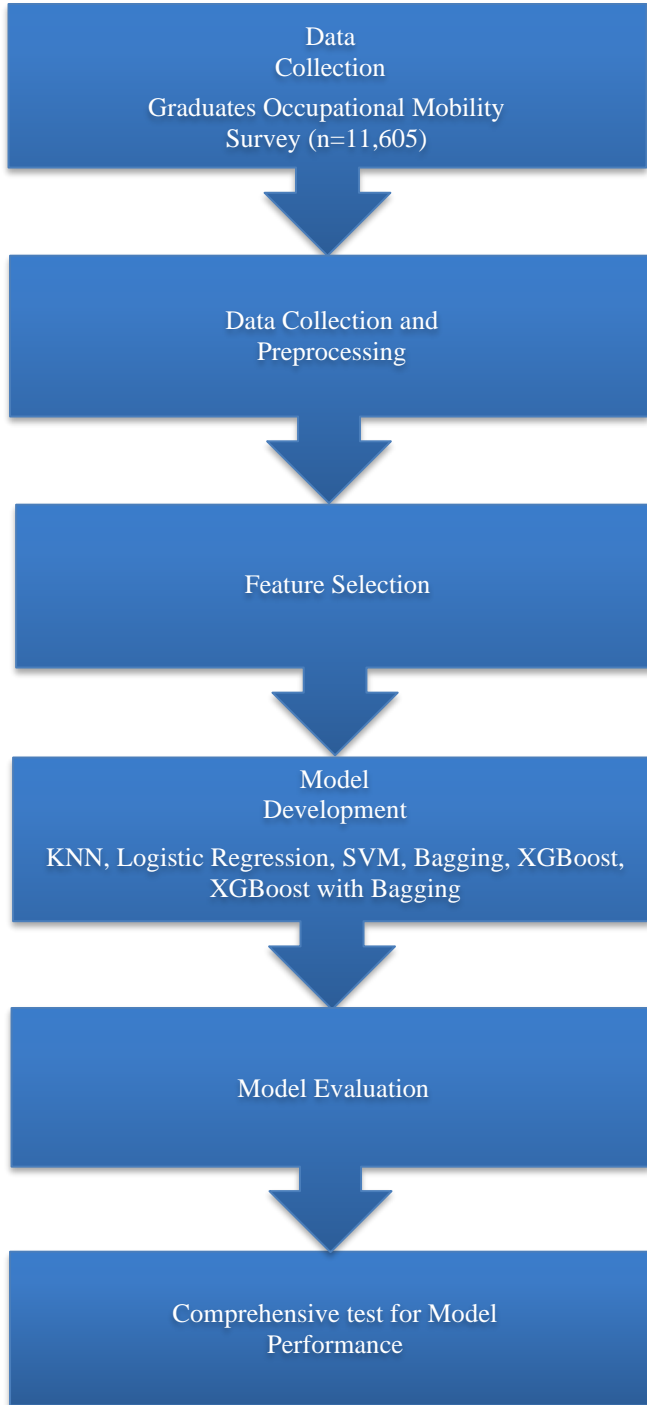 Data
Collection
Graduates Occupational Mobility
Survey (n=11,605)
Data Collection and
Preprocessing
Feature Selection
Model
Development
KNN, Logistic Regression, SVM, Bagging, XGBoost,
XGBoost with Bagging
Model Evaluation
Comprehensive test for Model
Performance